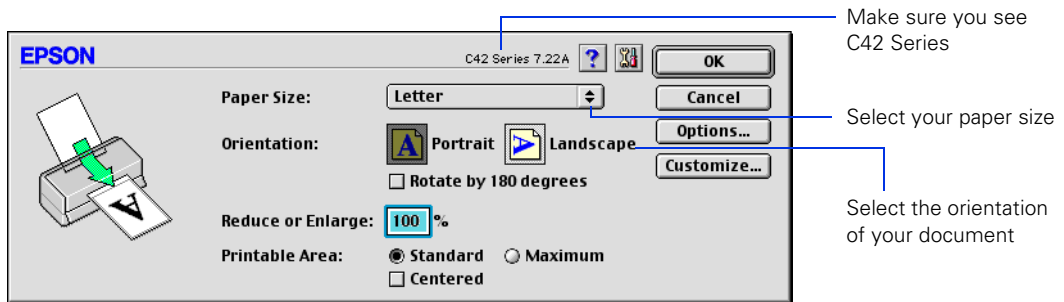 Make sure you see
C42 Series
EPSON
C42 Series 7.22A
?
OK
Paper Size:
Letter
Cancel
Select your paper size
Orientation:
A Portrait
A Landscape
Options...
Rotate by 180 degrees
Customize...
A
Select the orientation
of your document
Reduce or Enlarge:
100 %
Printable Area:
Standard
Maximum
Centered